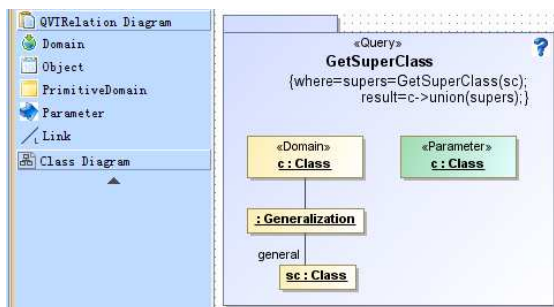 QVTRelation Diagram
Domain
Object
PrimitiveDomain
Parameter
Link
Class Diagram
«Query»
GetSuperClass
{where=supers=GetSuperClass(sc);
result=c->union(supers);}
«Domain»
c : Class
«Parameter»
c : Class
: Generalization
general
sc : Class